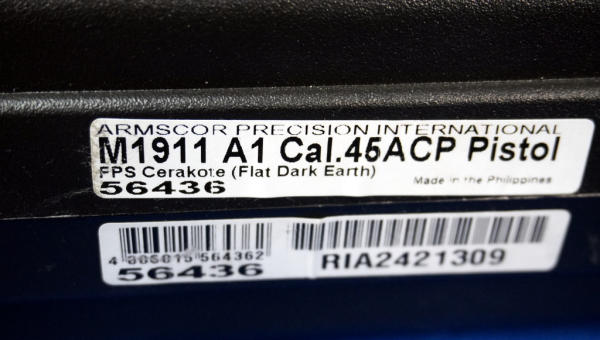 ARMSCOR PRECISION INTERNATIONAL
M1911 A1 Cal.45ACP Pistol
FPS Cerakote (Flat Dark Earth)
56436 Made in the Philippines
4 806015 564362
56436
RIA2421309